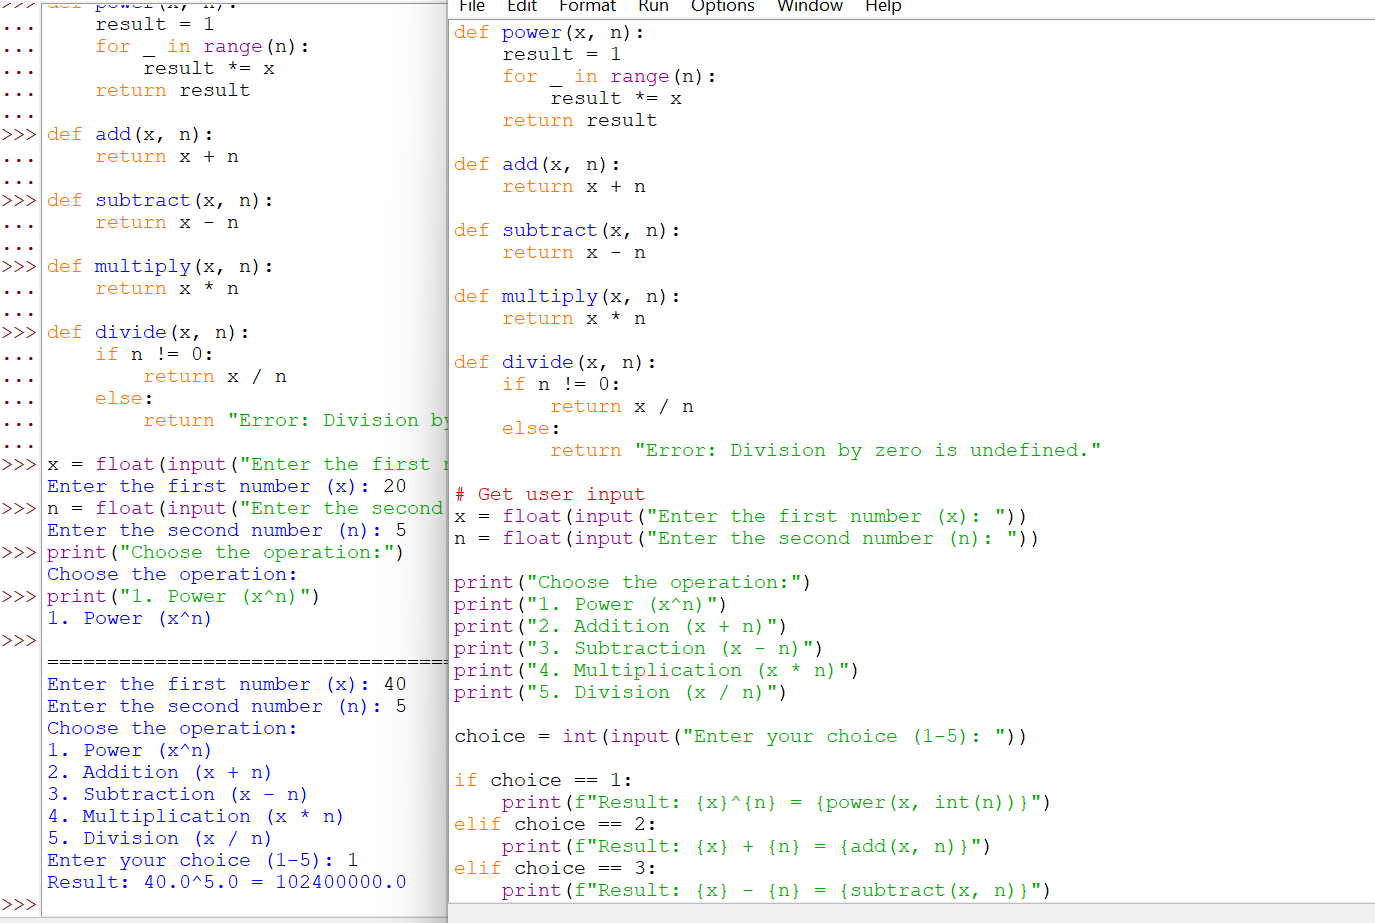 >>> def power(x, n):
...     result = 1
...     for _ in range(n):
...         result *= x
...     return result
...
>>> def add(x, n):
...     return x + n
...
>>> def subtract(x, n):
...     return x - n
...
>>> def multiply(x, n):
...     return x * n
...
>>> def divide(x, n):
...     if n != 0:
...         return x / n
...     else:
...         return "Error: Division by
...
>>> x = float(input("Enter the first
Enter the first number (x): 20
>>> n = float(input("Enter the second
Enter the second number (n): 5
>>> print("Choose the operation:")
Choose the operation:
>>> print("1. Power (x^n)")
1. Power (x^n)
>>>
==================================
Enter the first number (x): 40
Enter the second number (n): 5
Choose the operation:
1. Power (x^n)
2. Addition (x + n)
3. Subtraction (x - n)
4. Multiplication (x * n)
5. Division (x / n)
Enter your choice (1-5): 1
Result: 40.0^5.0 = 102400000.0
>>>
File Edit Format Run Options Window Help
def power(x, n):
    result = 1
    for _ in range(n):
        result *= x
    return result

def add(x, n):
    return x + n

def subtract(x, n):
    return x - n

def multiply(x, n):
    return x * n

def divide(x, n):
    if n != 0:
        return x / n
    else:
        return "Error: Division by zero is undefined."

# Get user input
x = float(input("Enter the first number (x): "))
n = float(input("Enter the second number (n): "))

print("Choose the operation:")
print("1. Power (x^n)")
print("2. Addition (x + n)")
print("3. Subtraction (x - n)")
print("4. Multiplication (x * n)")
print("5. Division (x / n)")

choice = int(input("Enter your choice (1-5): "))

if choice == 1:
    print(f"Result: {x}^{n} = {power(x, int(n))}")
elif choice == 2:
    print(f"Result: {x} + {n} = {add(x, n)}")
elif choice == 3:
    print(f"Result: {x} - {n} = {subtract(x, n)}")